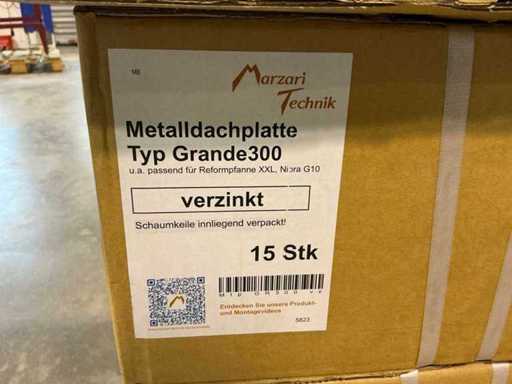 MB
Marzari
Technik
Metalldachplatte
Typ Grande300
u.a. passend für Reformpfanne XXL, Nibra G10
verzinkt
Schaumkeile innliegend verpackt!
15 Stk
Entdecken Sie unsere Produkt-
und Montagevideos
5823